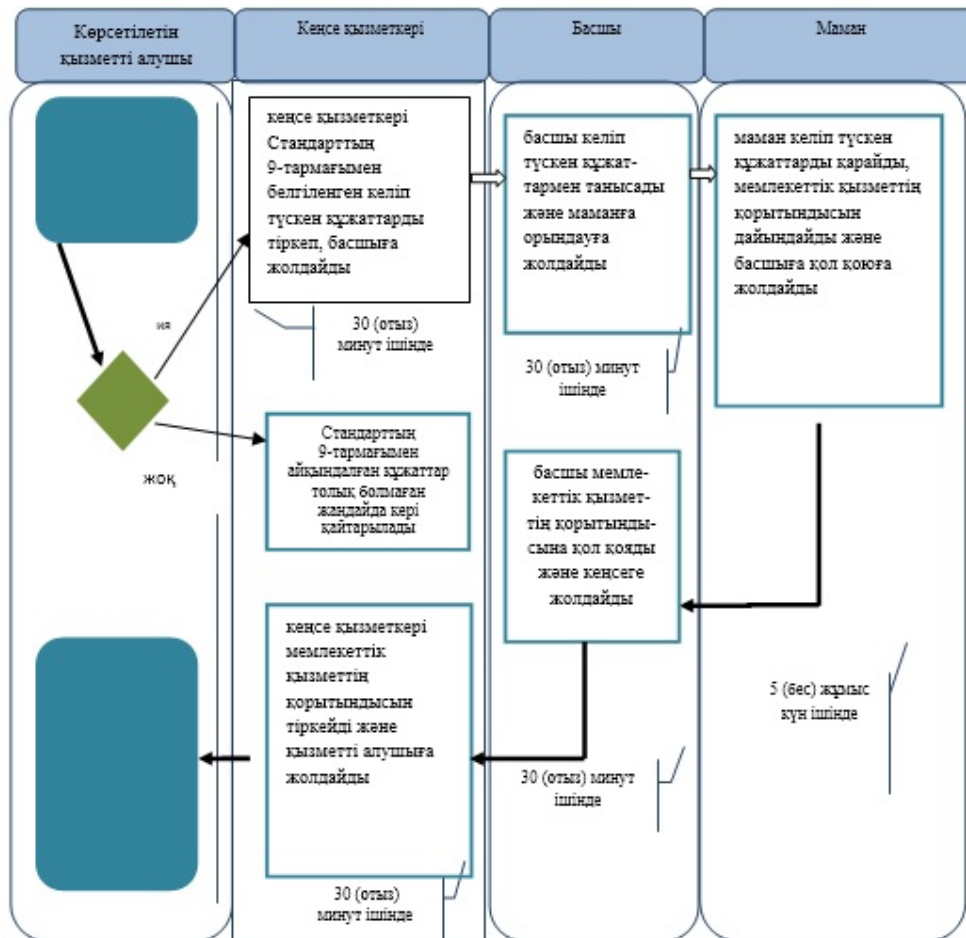 Көрсетілетін
қызметті алушы
Кеңсе қызметкері
Басшы
Маман
кеңсе қызметкері
Стандарттың
9-тармағымен
белгіленген келіп
түскен құжаттарды
тіркеп, басшыға
жолдайды
басшы келіп
түскен құжат-
тармен танысады
және маманға
орындауға
жолдайды
маман келіп түскен
құжаттарды қарайды,
мемлекеттік қызметтің
қорытындысын
дайындайды және
басшыға қол қоюға
жолдайды
ия
30 (отыз)
минут ішінде
30 (отыз) минут
ішінде
жоқ
Стандарттың
9-тармағымен
айқындалған құжаттар
толық болмаған
жағдайда кері
қайтарылады
басшы мемле-
кеттік қызмет-
тің қорытынды-
сына қол қояды
және кеңсеге
жолдайды
кеңсе қызметкері
мемлекеттік
қызметтің
қорытындысын
тіркейді және
қызметті алушыға
жолдайды
5 (бес) жұмыс
күн ішінде
30 (отыз) минут
ішінде
30 (отыз)
минут ішінде